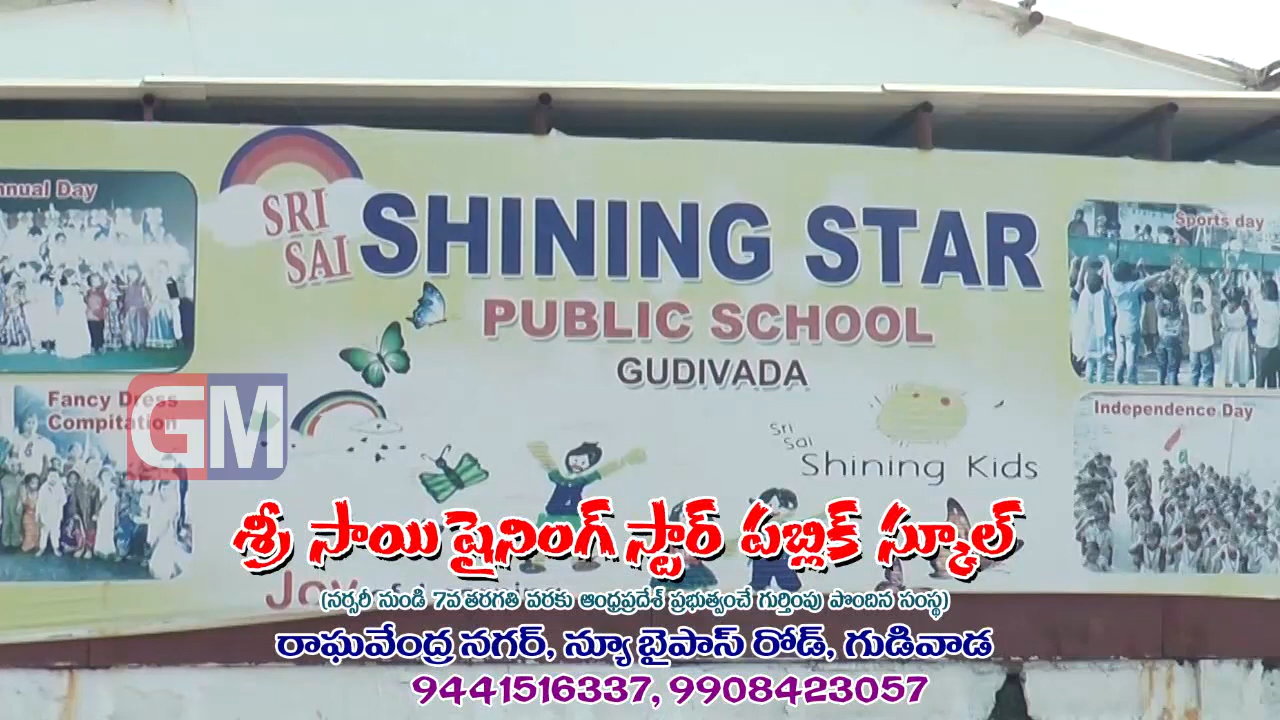 Annual Day
SRI
SAI
SHINING STAR
PUBLIC SCHOOL
GUDIVADA
Sports day
Fancy Dress
Compitation
GM
Independence Day
Sri
Sai
Shining Kids
శ్రీ సాయి షైనింగ్ స్టార్ పబ్లిక్ స్కూల్
Joy
(నర్సరీ నుండి 7వ తరగతి వరకు ఆంధ్రప్రదేశ్ ప్రభుత్వంచే గుర్తింపు పొందిన సంస్థ)
రాఘవేంద్ర నగర్, న్యూ బైపాస్ రోడ్, గుడివాడ
9441516337, 9908423057